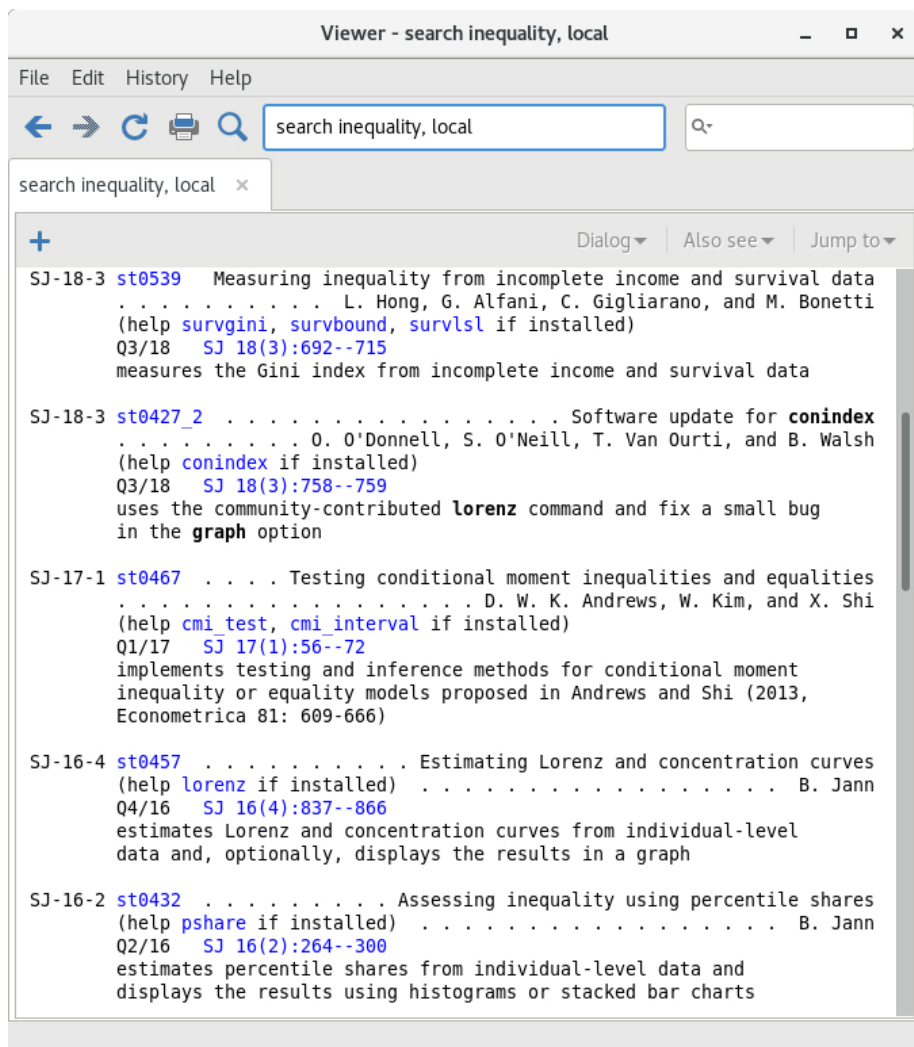 Viewer - search inequality, local
File Edit History Help
search inequality, local
search inequality, local ×
+ Dialog Also see Jump to
SJ-18-3 st0539 Measuring inequality from incomplete income and survival data
. . . . . . . . . . . L. Hong, G. Alfani, C. Gigliarano, and M. Bonetti
(help survgini, survbound, survlsl if installed)
Q3/18 SJ 18(3):692--715
measures the Gini index from incomplete income and survival data
SJ-18-3 st0427_2 . . . . . . . . . . . . . . . . Software update for conindex
. . . . . . . . . O. O'Donnell, S. O'Neill, T. Van Ourti, and B. Walsh
(help conindex if installed)
Q3/18 SJ 18(3):758--759
uses the community-contributed lorenz command and fix a small bug
in the graph option
SJ-17-1 st0467 . . . . Testing conditional moment inequalities and equalities
. . . . . . . . . . . . . . . . . D. W. K. Andrews, W. Kim, and X. Shi
(help cmi_test, cmi_interval if installed)
Q1/17 SJ 17(1):56--72
implements testing and inference methods for conditional moment
inequality or equality models proposed in Andrews and Shi (2013,
Econometrica 81: 609-666)
SJ-16-4 st0457 . . . . . . . . . . Estimating Lorenz and concentration curves
(help lorenz if installed) . . . . . . . . . . . . . . . . . B. Jann
Q4/16 SJ 16(4):837--866
estimates Lorenz and concentration curves from individual-level
data and, optionally, displays the results in a graph
SJ-16-2 st0432 . . . . . . . . . Assessing inequality using percentile shares
(help pshare if installed) . . . . . . . . . . . . . . . . . B. Jann
Q2/16 SJ 16(2):264--300
estimates percentile shares from individual-level data and
displays the results using histograms or stacked bar charts